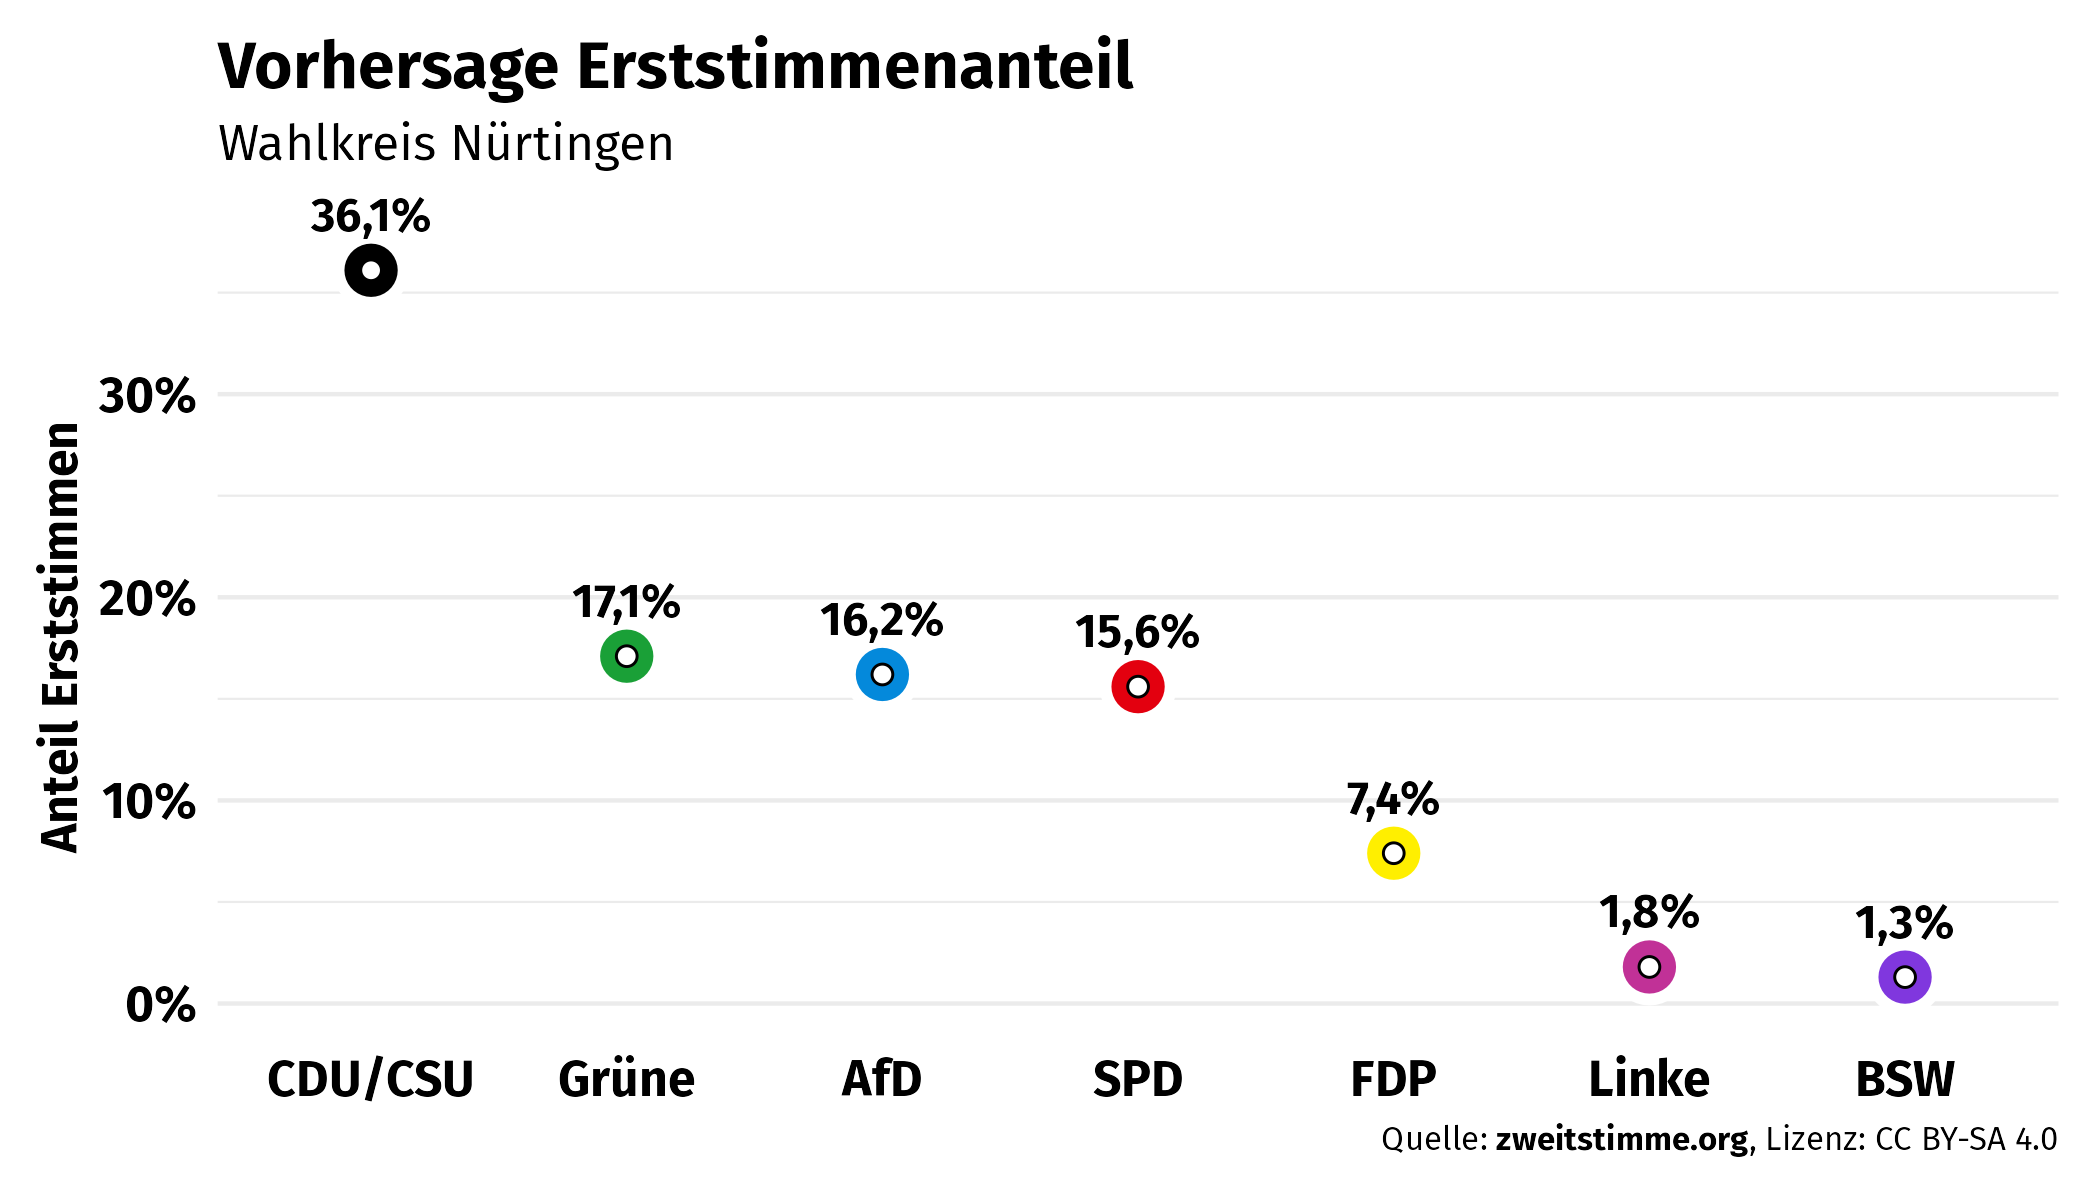 Vorhersage Erststimmenanteil
Wahlkreis Nürtingen
36,1%
30%
20%
10%
0%
Anteil Erststimmen
17,1%
16,2%
15,6%
7,4%
1,8%
1,3%
CDU/CSU Grüne AfD SPD FDP Linke BSW
Quelle: zweitstimme.org, Lizenz: CC BY-SA 4.0